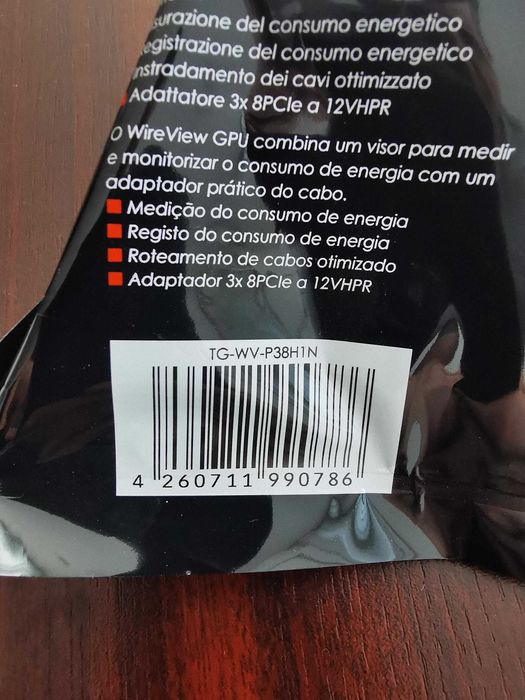 urazione del consumo energetico
egistrazione del consumo energetico
nstradamento dei cavi ottimizzato
Adattatore 3x 8PCIe a 12VHPR
O WireView GPU combina um visor para medir
e monitorizar o consumo de energia com um
adaptador prático do cabo.
Medição do consumo de energia
Registo do consumo de energia
Roteamento de cabos otimizado
Adaptador 3x 8PCIe a 12VHPR
TG-WV-P38H1N
4 260711 990786